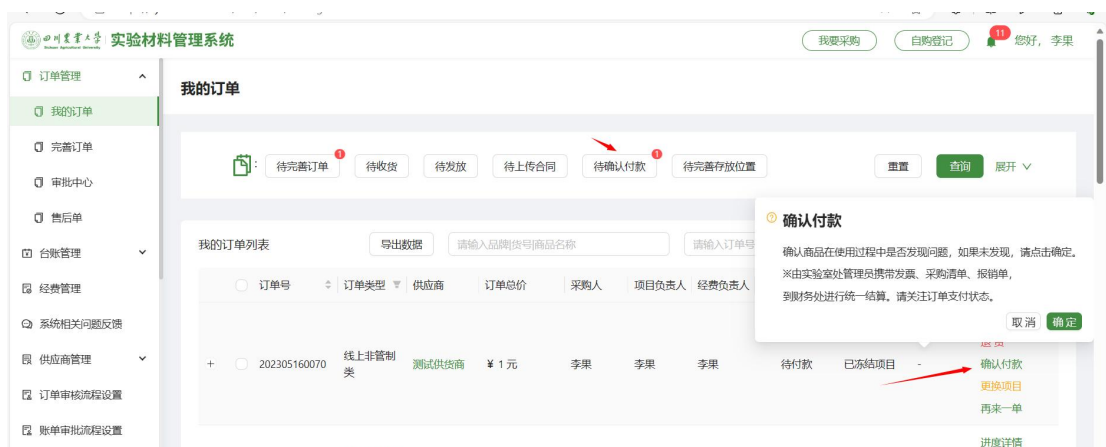 四川農業大學 实验材料管理系统
Sichuan Agricultural University
我要采购
自购登记
11
您好，李果
订单管理
我的订单
完善订单
审批中心
售后单
台账管理
经费管理
系统相关问题反馈
供应商管理
订单审核流程设置
账单审批流程设置
我的订单
待完善订单 1
待收货
待发放
待上传合同
待确认付款 1
待完善存放位置
重置
查询
展开
我的订单列表
导出数据
请输入品牌|货号|商品名称
请输入订单号
订单号
订单类型
供应商
订单总价
采购人
项目负责人
经费负责人
+
202305160070
线上非管制类
测试供货商
¥ 1 元
李果
李果
李果
待付款
已冻结项目
-
退货
确认付款
更换项目
再来一单
进度详情
确认付款
确认商品在使用过程中是否发现问题，如果未发现，请点击确定。
※由实验室处管理员携带发票、采购清单、报销单，
到财务处进行统一结算。请关注订单支付状态。
取 消
确 定